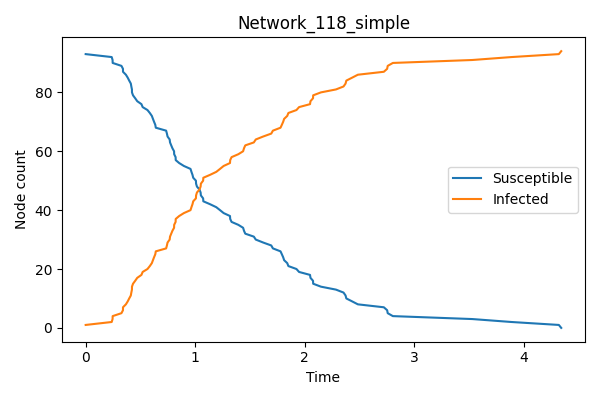 Network_118_simple
Node count
80
60
40
20
0
Susceptible
Infected
0 1 2 3 4
Time